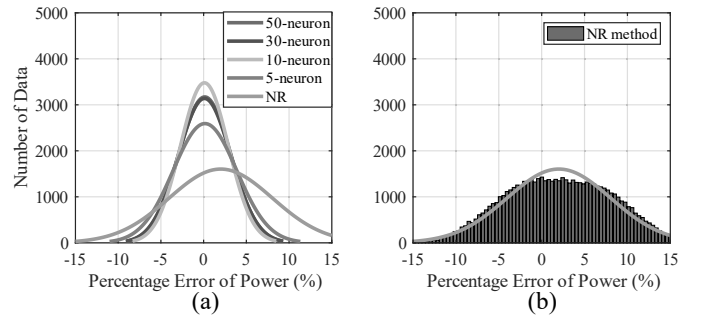 (a)
5000
4000
3000
2000
1000
0
Number of Data
-15 -10 -5 0 5 10 15
Percentage Error of Power (%)
50-neuron
30-neuron
10-neuron
5-neuron
NR
(a)
(b)
5000
4000
3000
2000
1000
0
-15 -10 -5 0 5 10 15
Percentage Error of Power (%)
NR method
(b)